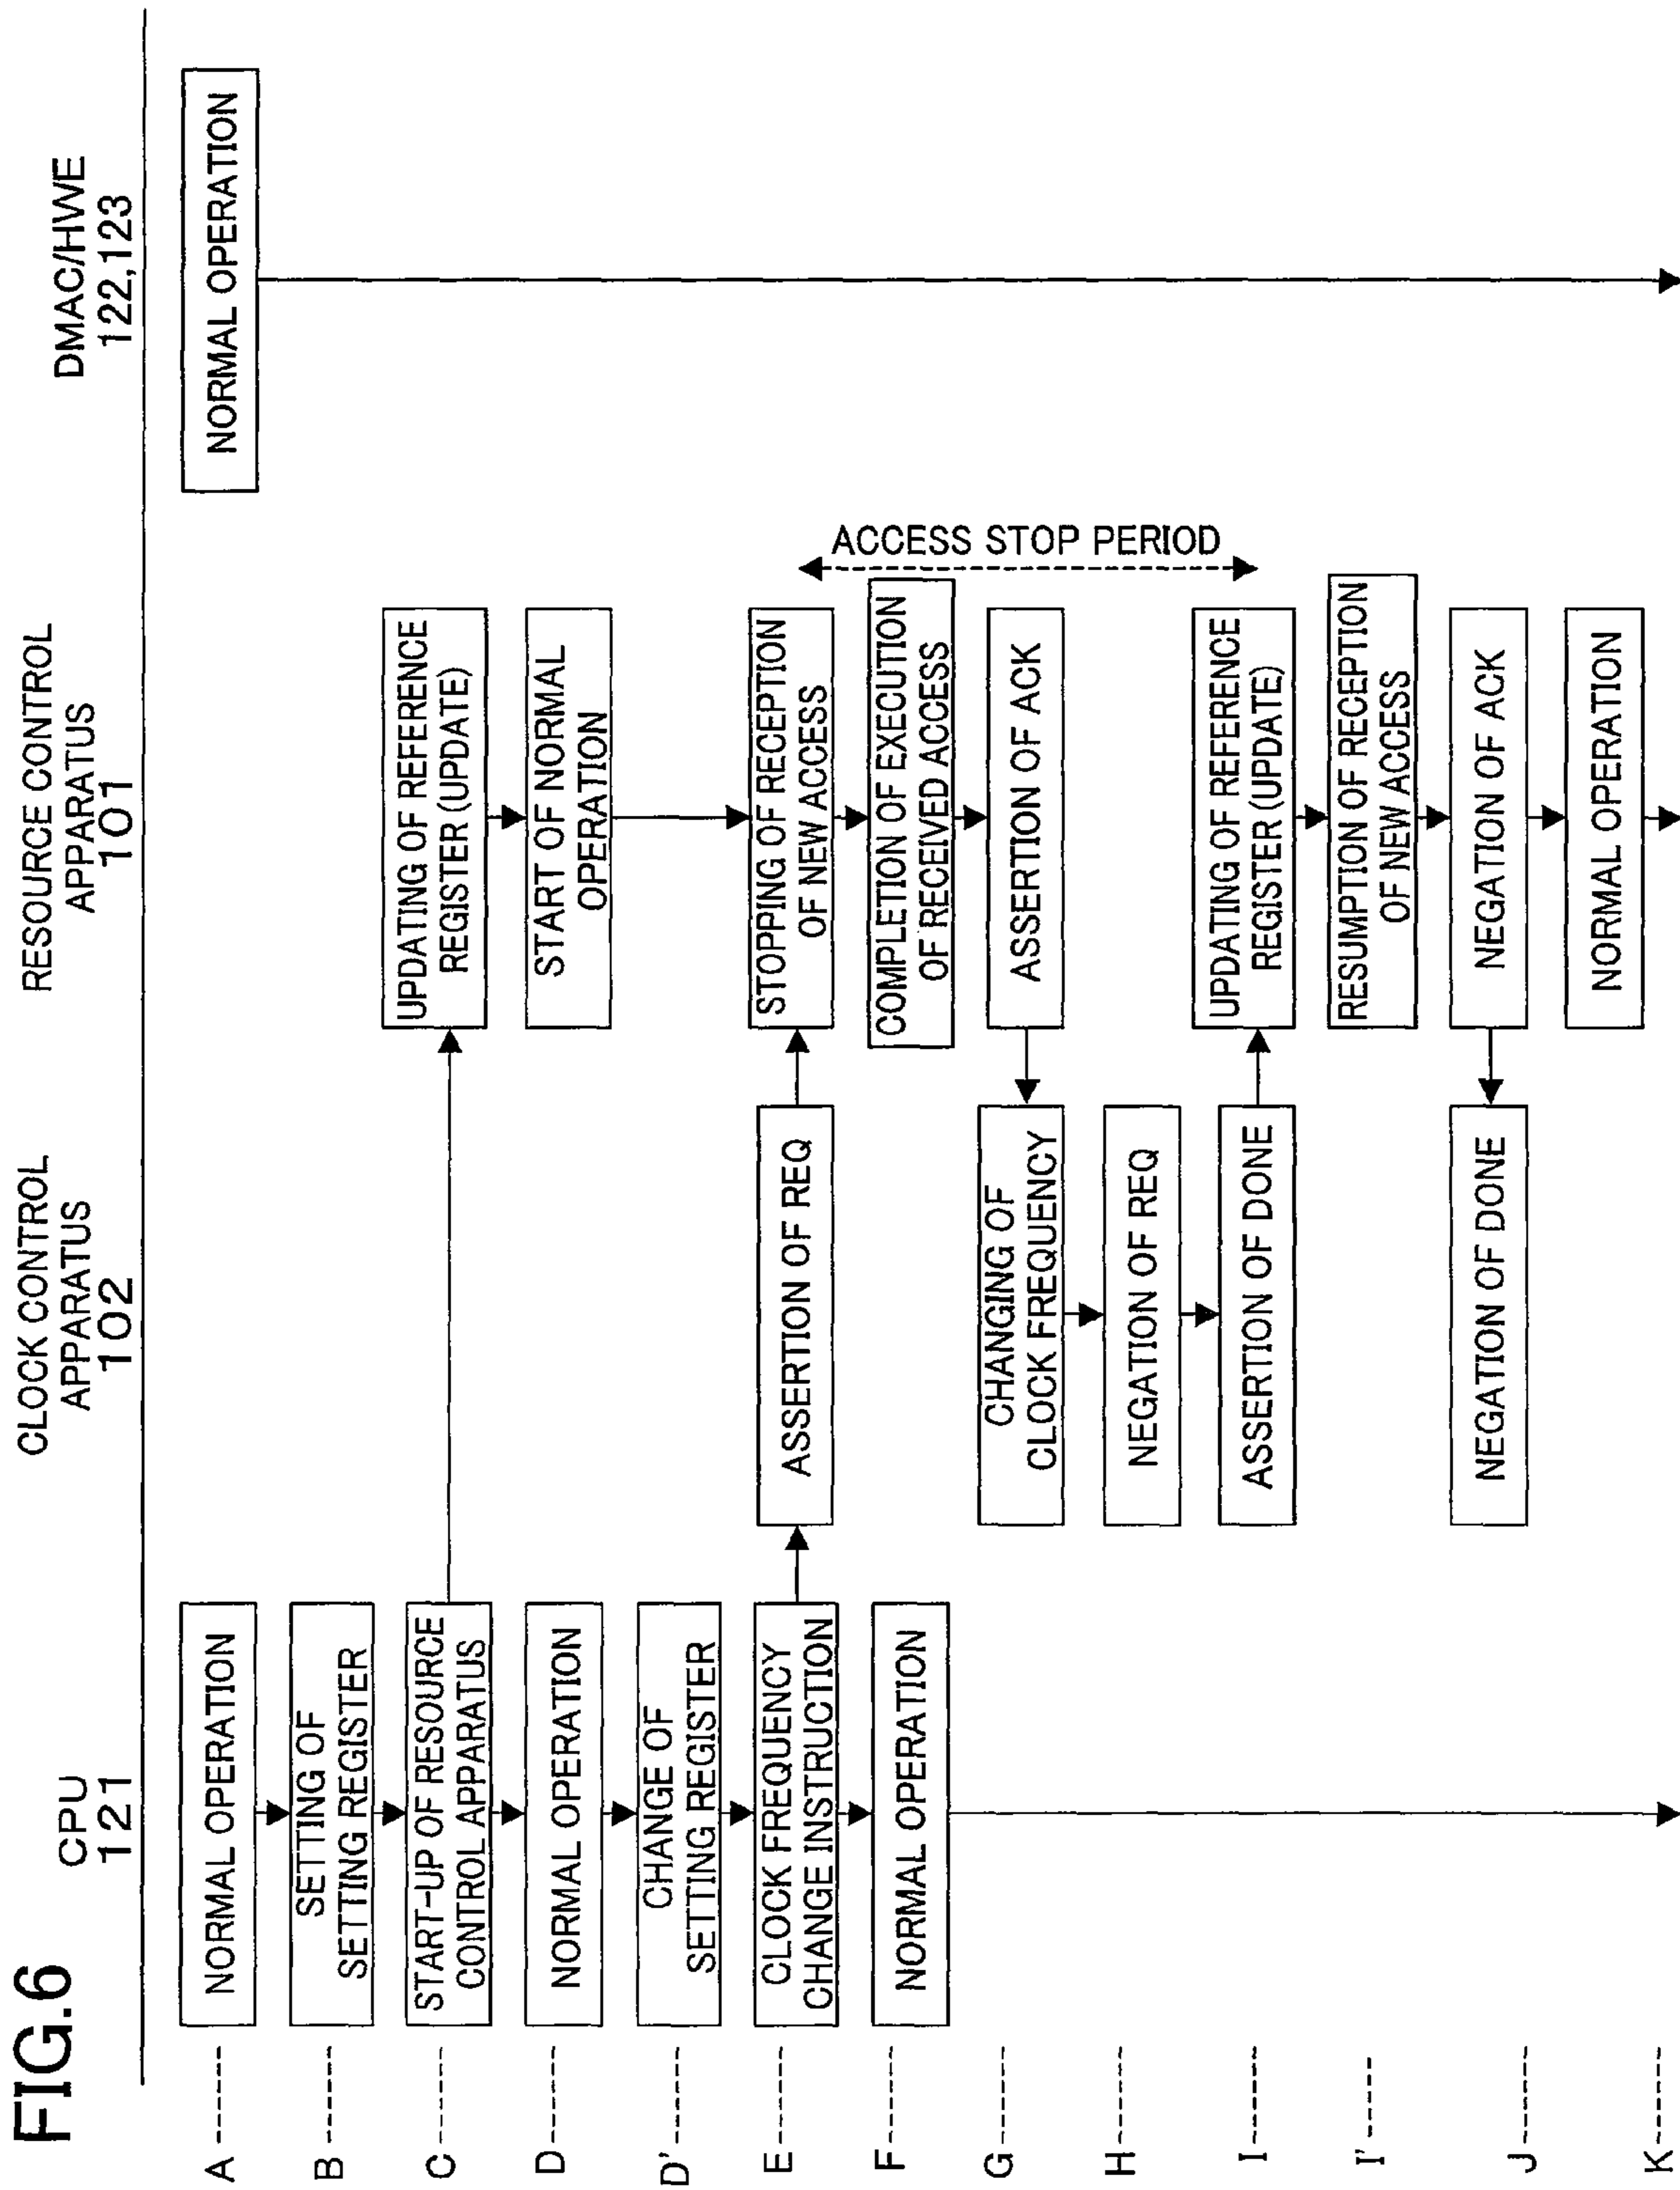 FIG.6
CPU
121
CLOCK CONTROL
APPARATUS
102
RESOURCE CONTROL
APPARATUS
101
DMAC/HWE
122,123
A
NORMAL OPERATION
NORMAL OPERATION
B
SETTING OF
SETTING REGISTER
C
START-UP OF RESOURCE
CONTROL APPARATUS
UPDATING OF REFERENCE
REGISTER (UPDATE)
D
NORMAL OPERATION
START OF NORMAL
OPERATION
D'
CHANGE OF
SETTING REGISTER
E
CLOCK FREQUENCY
CHANGE INSTRUCTION
ASSERTION OF REQ
STOPPING OF RECEPTION
OF NEW ACCESS
ACCESS STOP PERIOD
F
NORMAL OPERATION
COMPLETION OF EXECUTION
OF RECEIVED ACCESS
G
CHANGING OF
CLOCK FREQUENCY
ASSERTION OF ACK
H
NEGATION OF REQ
I
ASSERTION OF DONE
UPDATING OF REFERENCE
REGISTER (UPDATE)
I'
RESUMPTION OF RECEPTION
OF NEW ACCESS
J
NEGATION OF DONE
NEGATION OF ACK
NORMAL OPERATION
K